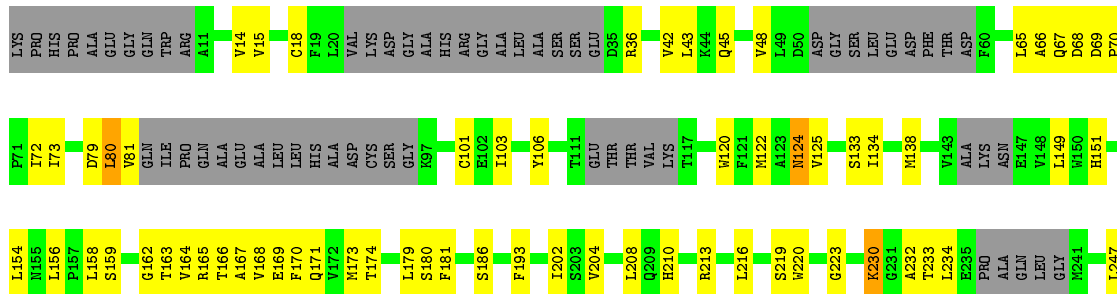 LYS PRO HIS PRO ALA GLU GLY GLN TRP ARG A11 V14 V15 C18 F19 L20 VAL LYS ASP GLY ALA HIS ARG GLY ALA LEU ALA SER SER GLU D35 R36 V42 L43 K44 Q45 V48 L49 D50 ASP GLY SER LEU GLU ASP PHE THR ASP F60 L65 A66 Q67 D68 D69 P70
P71 I72 I73 D79 L80 V81 GLN ILE PRO GLN ALA GLU ALA LEU LEU HIS ALA ASP CYS SER GLY K97 C101 E102 I103 Y106 T111 GLU THR THR VAL LYS T117 W120 F121 M122 A123 N124 V125 S133 I134 M138 V143 ALA LYS ASN E147 V148 L149 W150 H151
L154 N155 L156 P157 L158 S159 G162 T163 V164 R165 T166 A167 V168 E169 F170 Q171 V172 M173 T174 L179 S180 F181 S186 F193 I202 S203 V204 L208 Q209 H210 R213 L216 S219 W220 G223 K230 G231 A232 T233 L234 E235 PRO ALA GLN LEU GLY M241 L247